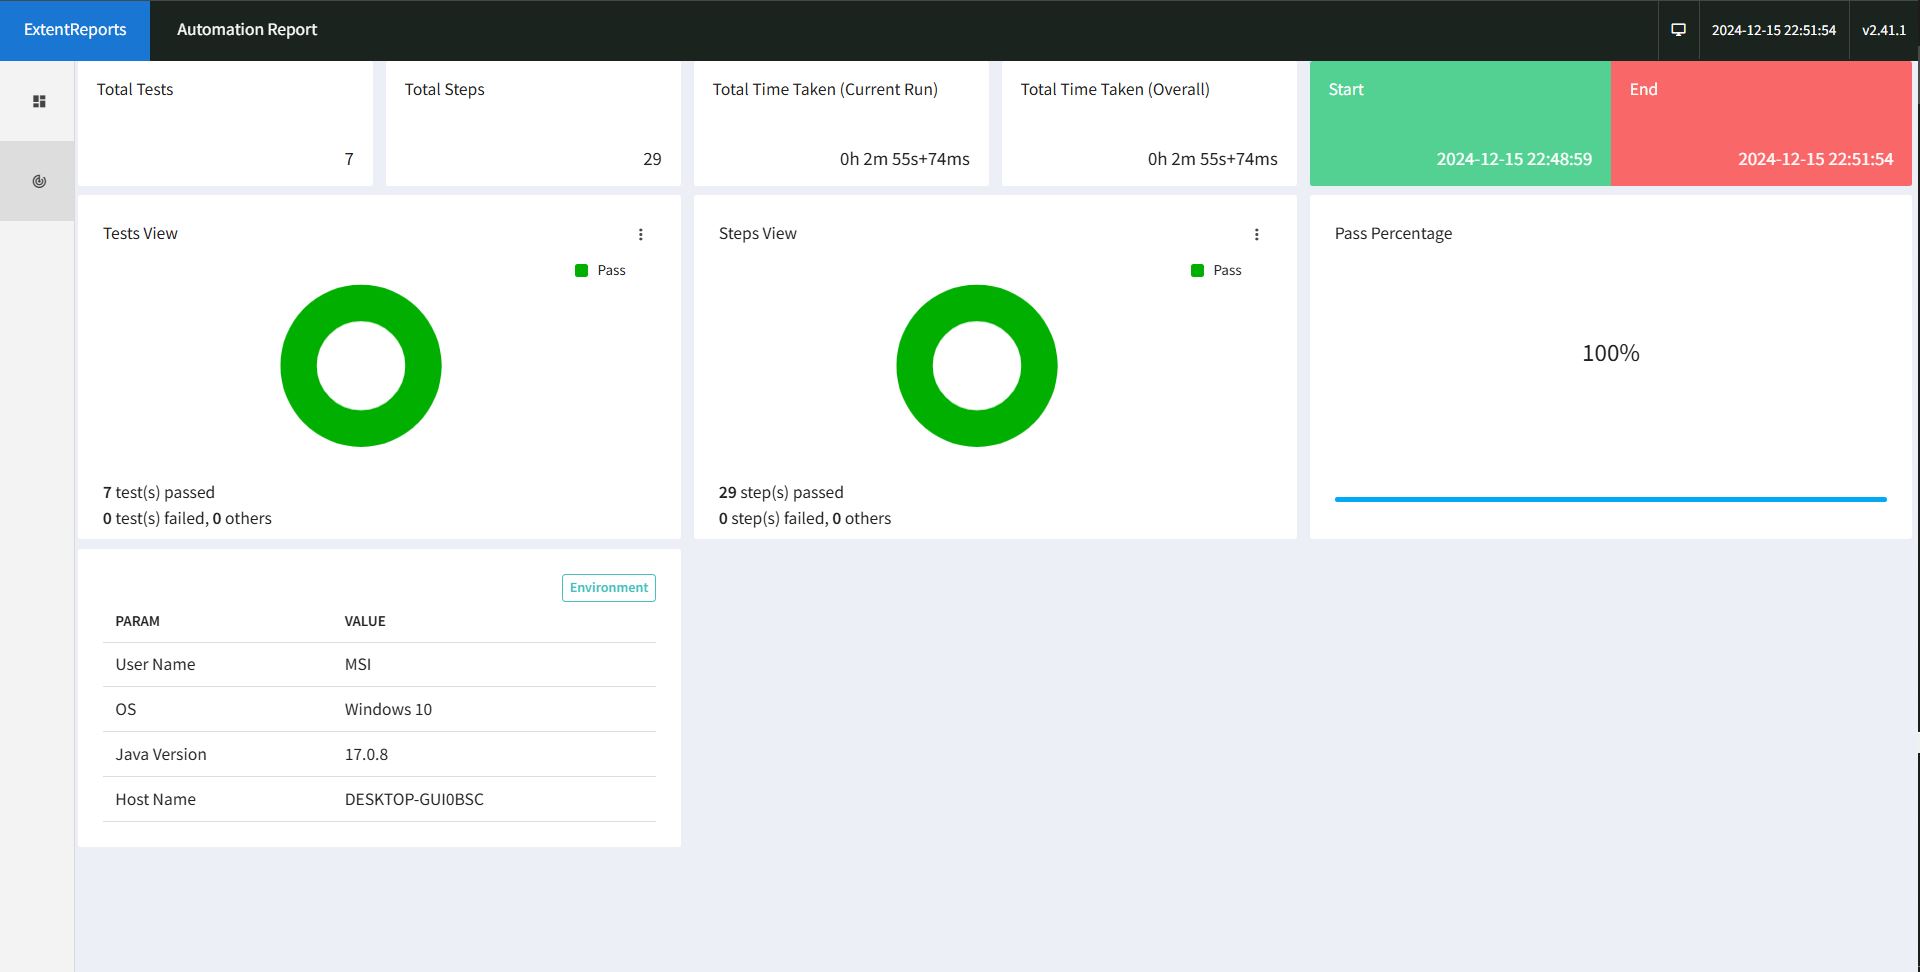 ExtentReports
Automation Report
2024-12-15 22:51:54
v2.41.1
Total Tests
7
Total Steps
29
Total Time Taken (Current Run)
0h 2m 55s+74ms
Total Time Taken (Overall)
0h 2m 55s+74ms
Start
2024-12-15 22:48:59
End
2024-12-15 22:51:54
Tests View
Pass
7 test(s) passed
0 test(s) failed, 0 others
Steps View
Pass
29 step(s) passed
0 step(s) failed, 0 others
Pass Percentage
100%
Environment
PARAM VALUE
User Name MSI
OS Windows 10
Java Version 17.0.8
Host Name DESKTOP-GUI0BSC